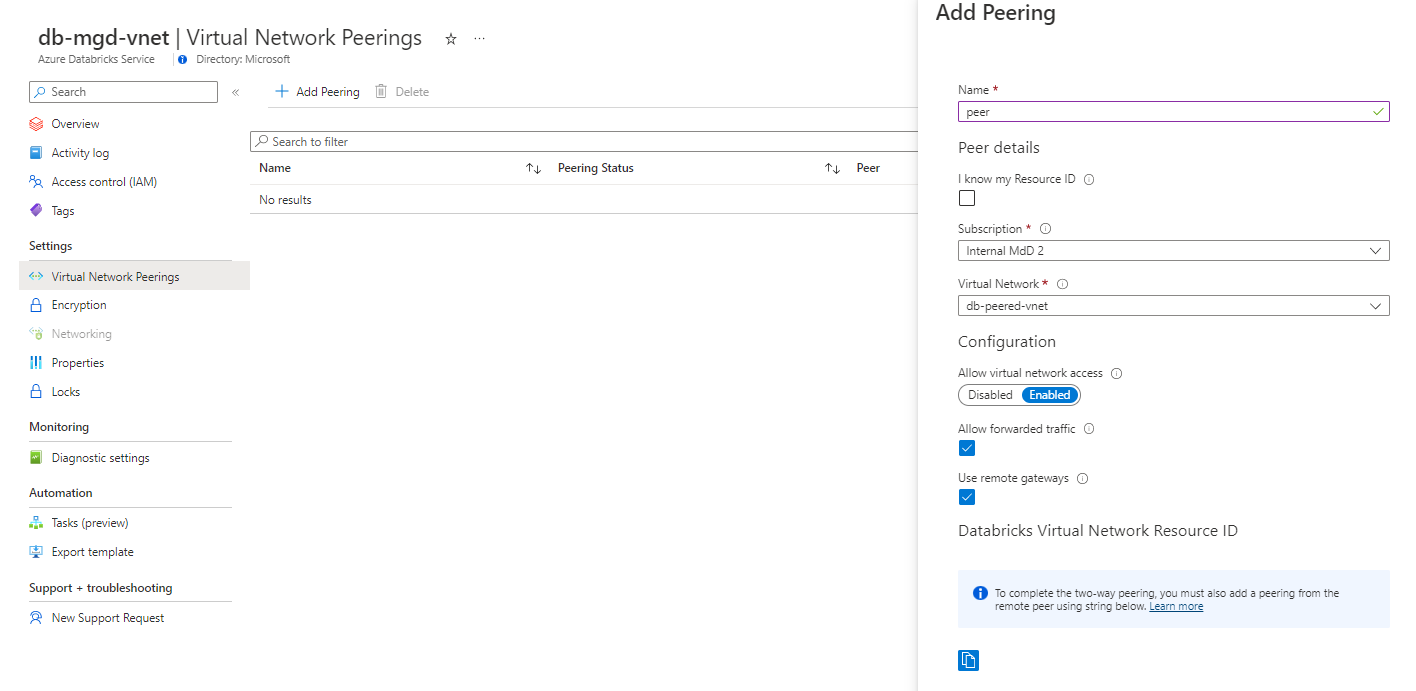 db-mgd-vnet | Virtual Network Peerings
Azure Databricks Service
Directory: Microsoft
Search
Overview
Activity log
Access control (IAM)
Tags
Settings
Virtual Network Peerings
Encryption
Networking
Properties
Locks
Monitoring
Diagnostic settings
Automation
Tasks (preview)
Export template
Support + troubleshooting
New Support Request
Add Peering
Delete
Search to filter
Name
Peering Status
Peer
No results
Add Peering
Name *
peer
Peer details
I know my Resource ID
Subscription *
Internal MdD 2
Virtual Network *
db-peered-vnet
Configuration
Allow virtual network access
Disabled Enabled
Allow forwarded traffic
Use remote gateways
Databricks Virtual Network Resource ID
To complete the two-way peering, you must also add a peering from the
remote peer using string below. Learn more